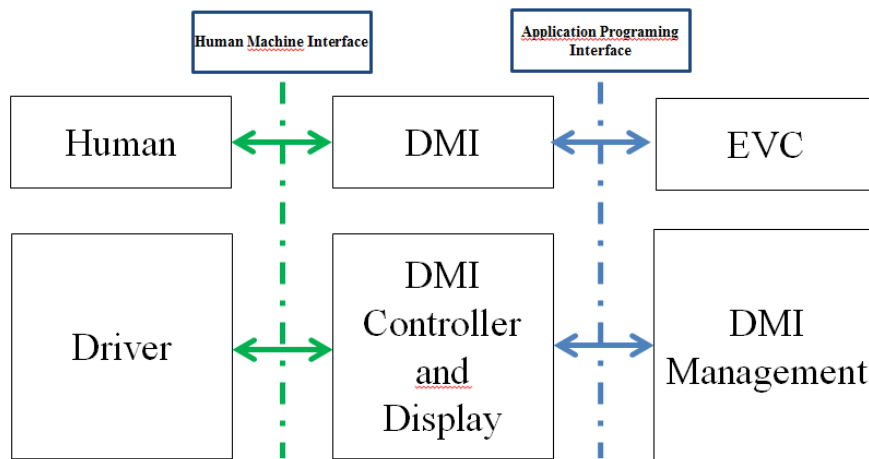 Human Machine Interface
Application Programing
Interface
Human
DMI
EVC
Driver
DMI
Controller
and
Display
DMI
Management